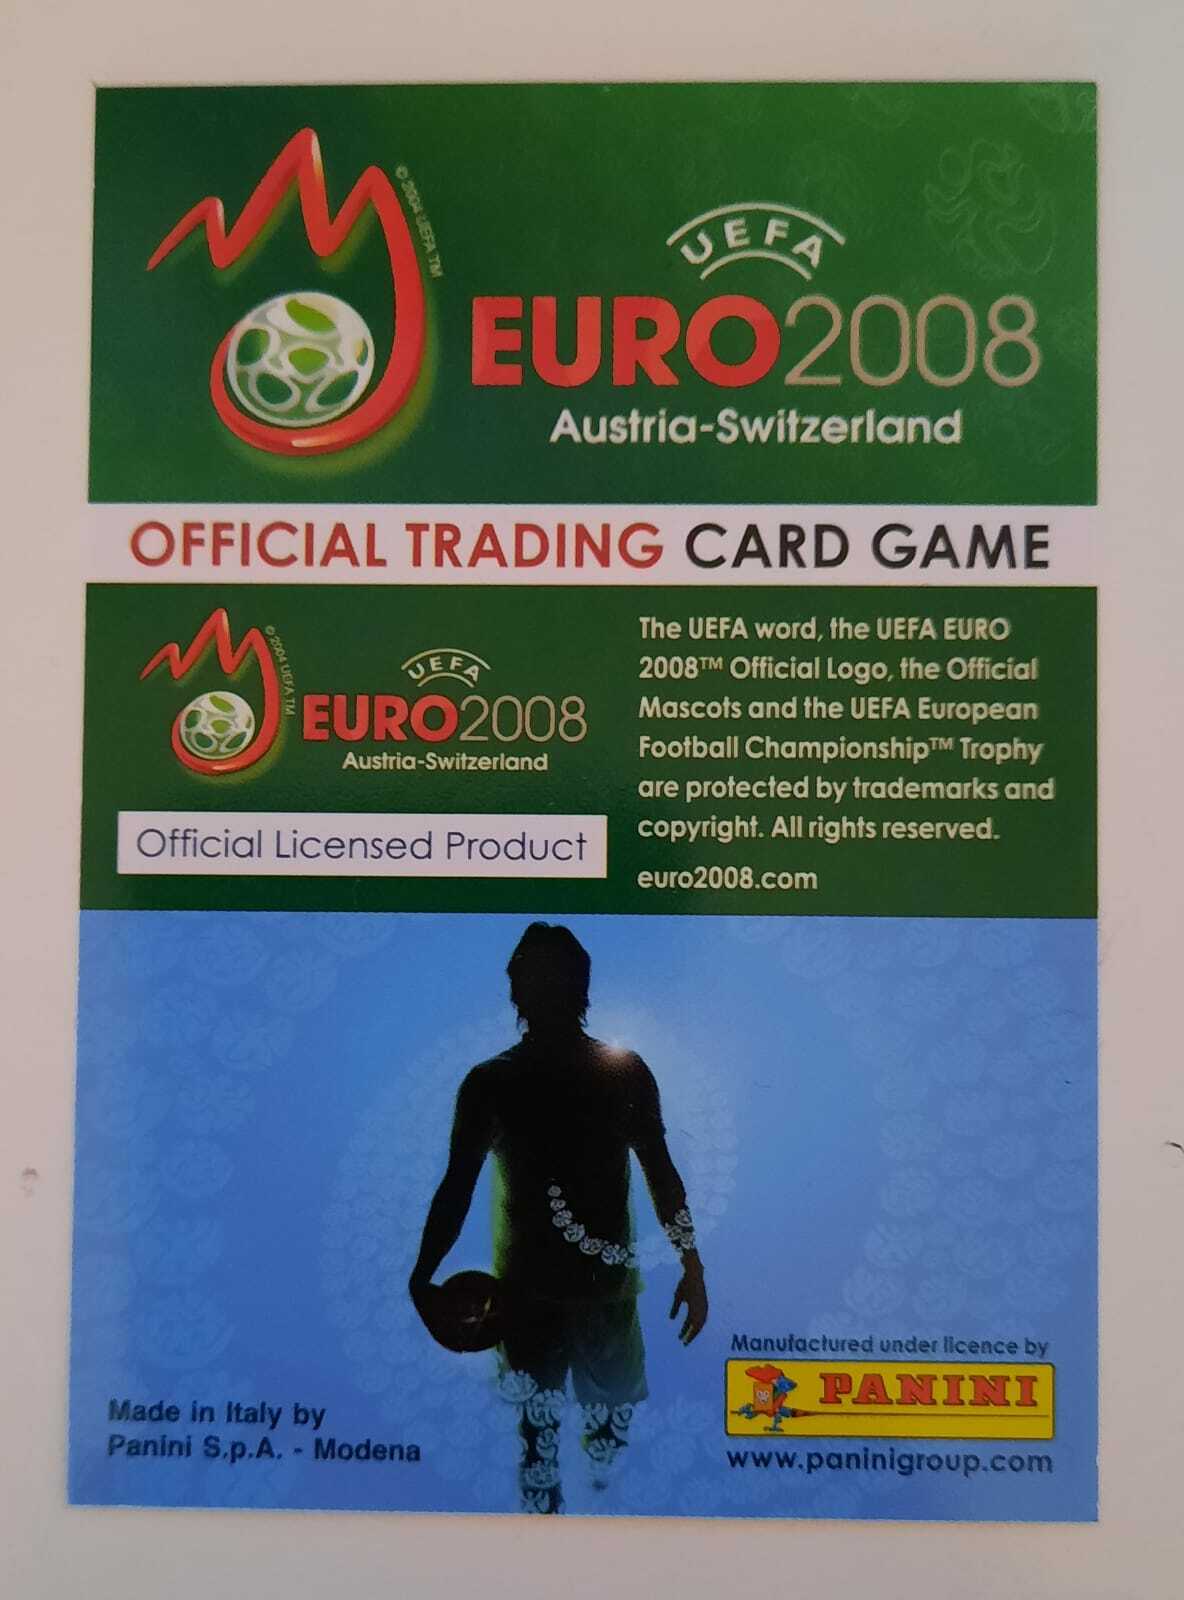 © 2004 UEFA TM
UEFA
EURO2008
Austria-Switzerland
OFFICIAL TRADING CARD GAME
© 2004 UEFA TM
UEFA
EURO2008
Austria-Switzerland
Official Licensed Product
The UEFA word, the UEFA EURO
2008™ Official Logo, the Official
Mascots and the UEFA European
Football Championship™ Trophy
are protected by trademarks and
copyright. All rights reserved.
euro2008.com
Made in Italy by
Panini S.p.A. - Modena
Manufactured under licence by
PANINI
www.paninigroup.com